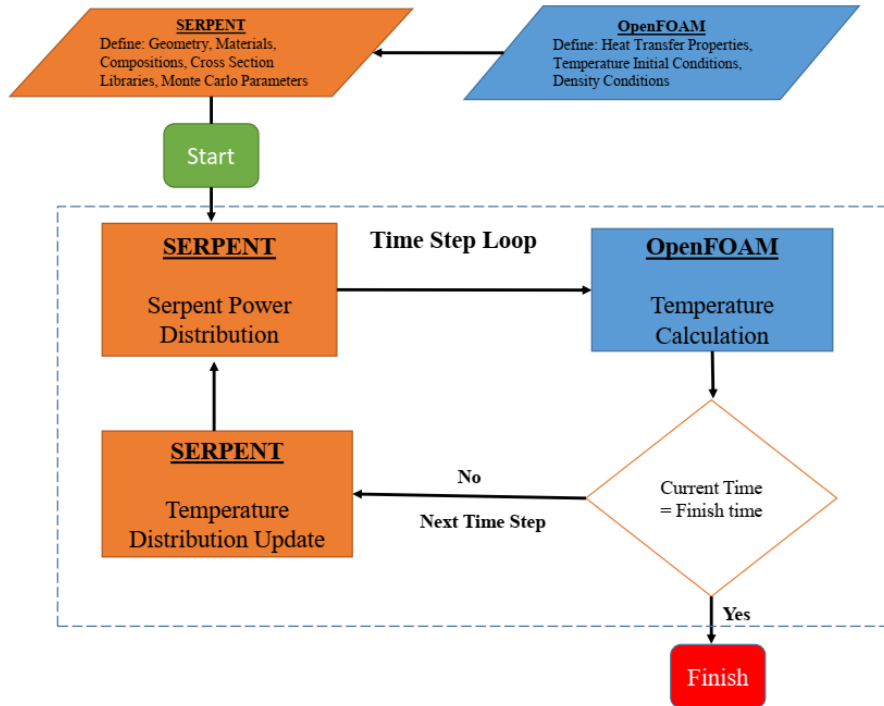 SERPENT
Define: Geometry, Materials,
Compositions, Cross Section
Libraries, Monte Carlo Parameters
OpenFOAM
Define: Heat Transfer Properties,
Temperature Initial Conditions,
Density Conditions
Start
Time Step Loop
SERPENT
Serpent Power
Distribution
OpenFOAM
Temperature
Calculation
SERPENT
Temperature
Distribution Update
No
Next Time Step
Current Time
= Finish time
Yes
Finish